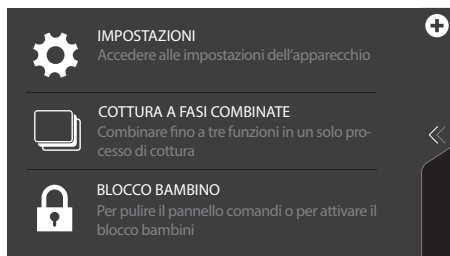 IMPOSTAZIONI
Accedere alle impostazioni dell'apparecchio
COTTURA A FASI COMBINATE
Combinare fino a tre funzioni in un solo pro-
cesso di cottura
BLOCCO BAMBINO
Per pulire il pannello comandi o per attivare il
blocco bambini